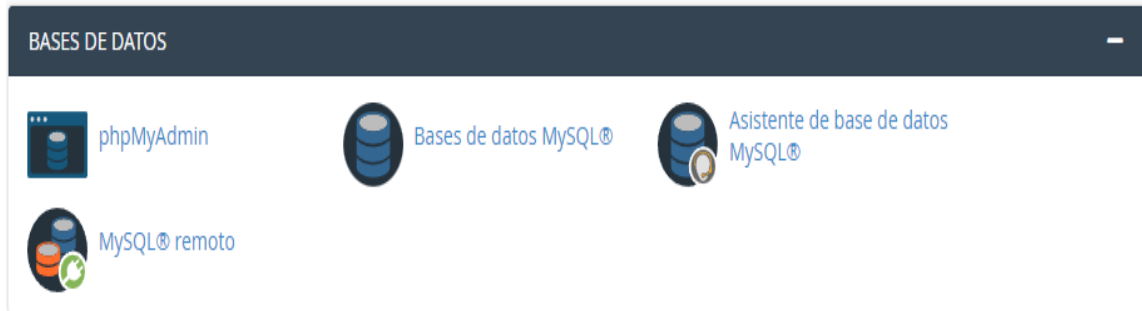 BASES DE DATOS
phpMyAdmin
Bases de datos MySQL®
Asistente de base de datos
MySQL®
MySQL® remoto